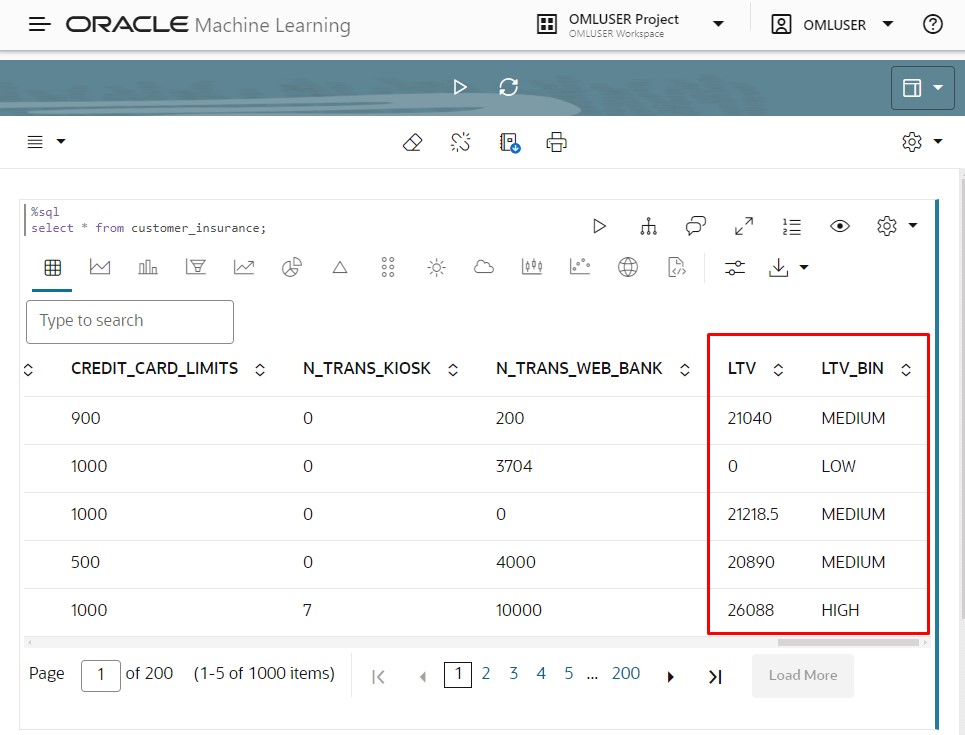 ORACLE Machine Learning
OMLUSER Project
OMLUSER Workspace
OMLUSER
%sql
select * from customer_insurance;
Type to search
CREDIT_CARD_LIMITS N_TRANS_KIOSK N_TRANS_WEB_BANK LTV LTV_BIN
900 0 200 21040 MEDIUM
1000 0 3704 0 LOW
1000 0 0 21218.5 MEDIUM
500 0 4000 20890 MEDIUM
1000 7 10000 26088 HIGH
Page 1 of 200 (1-5 of 1000 items) 1 2 3 4 5 ... 200 Load More